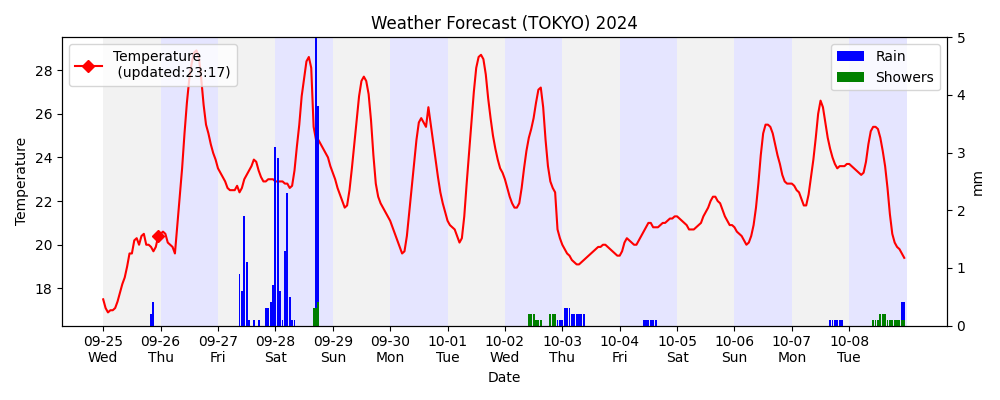 Weather Forecast (TOKYO) 2024
Temperature
(updated:23:17)
Rain
Showers
Temperature
28
26
24
22
20
18
5
4
3
2
1
0
mm
09-25 09-26 09-27 09-28 09-29 09-30 10-01 10-02 10-03 10-04 10-05 10-06 10-07 10-08
Wed Thu Fri Sat Sun Mon Tue Wed Thu Fri Sat Sun Mon Tue
Date